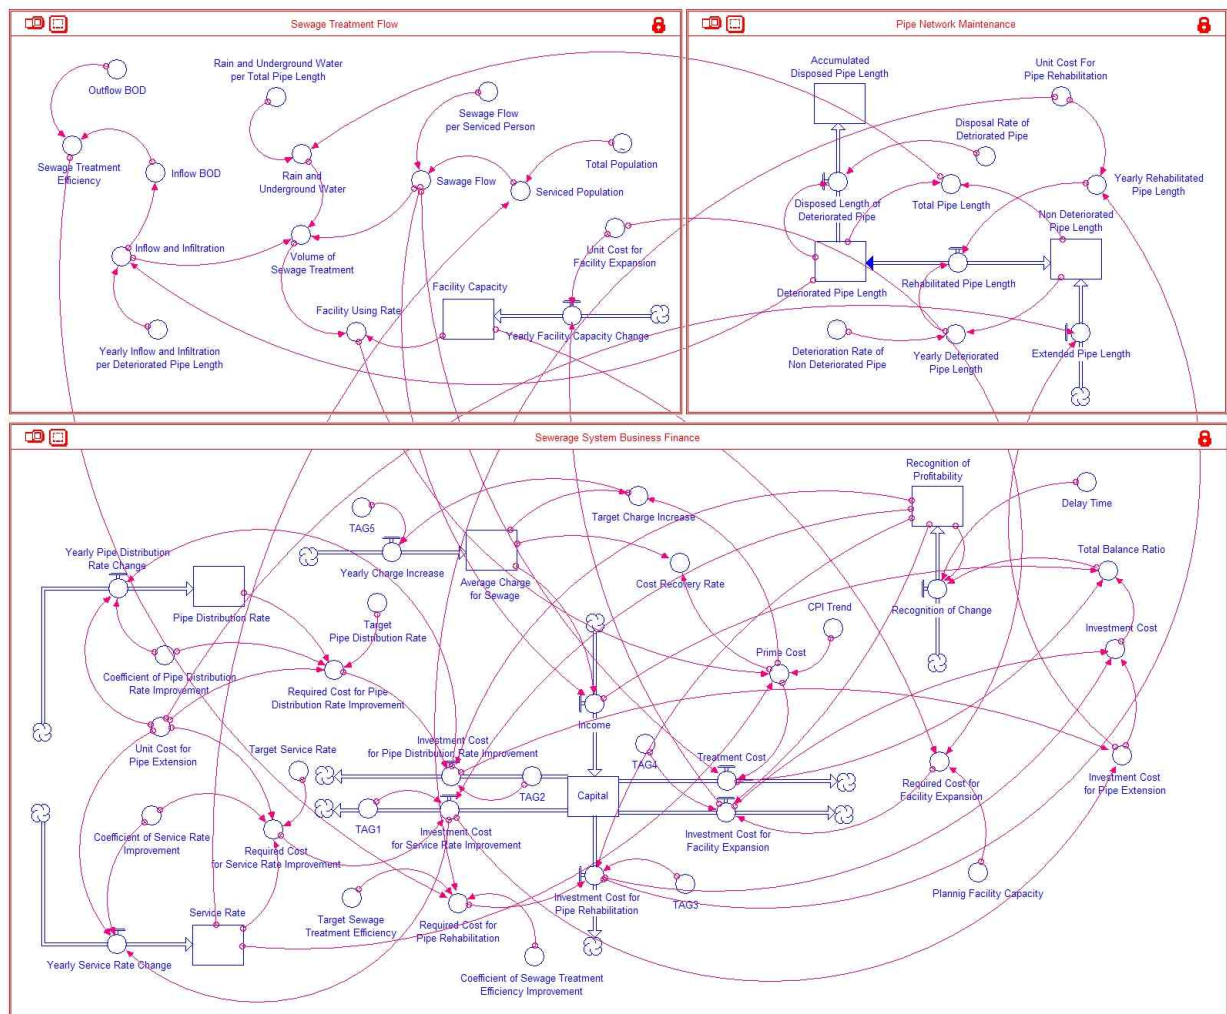 Sewage Treatment Flow
Outflow BOD
Rain and Underground Water
per Total Pipe Length
Sewage Flow
per Serviced Person
Total Population
Sewage Treatment
Efficiency
Inflow BOD
Rain and
Underground Water
Sawage Flow
Serviced Population
Inflow and Infiltration
Volume of
Sewage Treatment
Unit Cost for
Facility Expansion
Facility Capacity
Facility Using Rate
Yearly Facility Capacity Change
Yearly Inflow and Infiltration
per Deteriorated Pipe Length
Pipe Network Maintenance
Accumulated
Disposed Pipe Length
Unit Cost For
Pipe Rehabilitation
Disposal Rate of
Detriorated Pipe
Yearly Rehabilitated
Pipe Length
Disposed Length of
Deteriorated Pipe
Total Pipe Length
Non Deteriorated
Pipe Length
Deteriorated Pipe Length
Rehabilitated Pipe Length
Deterioration Rate of
Non Deteriorated Pipe
Yearly Deteriorated
Pipe Length
Extended Pipe Length
Sewerage System Business Finance
Recognition of
Profitability
Delay Time
TAG5
Target Charge Increase
Yearly Pipe Distribution
Rate Change
Yearly Charge Increase
Average Charge
for Sewage
Cost Recovery Rate
Total Balance Ratio
Pipe Distribution Rate
Target
Pipe Distribution Rate
CPI Trend
Recognition of Change
Investment Cost
Prime Cost
Coefficient of Pipe Distribution
Rate Improvement
Required Cost for Pipe
Distribution Rate Improvement
Income
Unit Cost for
Pipe Extension
Target Service Rate
Investment Cost
for Pipe Distribution Rate Improvement
TAG4
Treatment Cost
Required Cost for
Facility Expansion
Investment Cost
for Pipe Extension
TAG2
Capital
TAG1
Coefficient of Service Rate
Improvement
Required Cost
for Service Rate Improvement
Investment Cost
for Service Rate Improvement
Investment Cost for
Facility Expansion
Plannig Facility Capacity
Service Rate
Target Sewage
Treatment Efficiency
Required Cost for
Pipe Rehabilitation
Investment Cost for
Pipe Rehabilitation
TAG3
Yearly Service Rate Change
Coefficient of Sewage Treatment
Efficiency Improvement